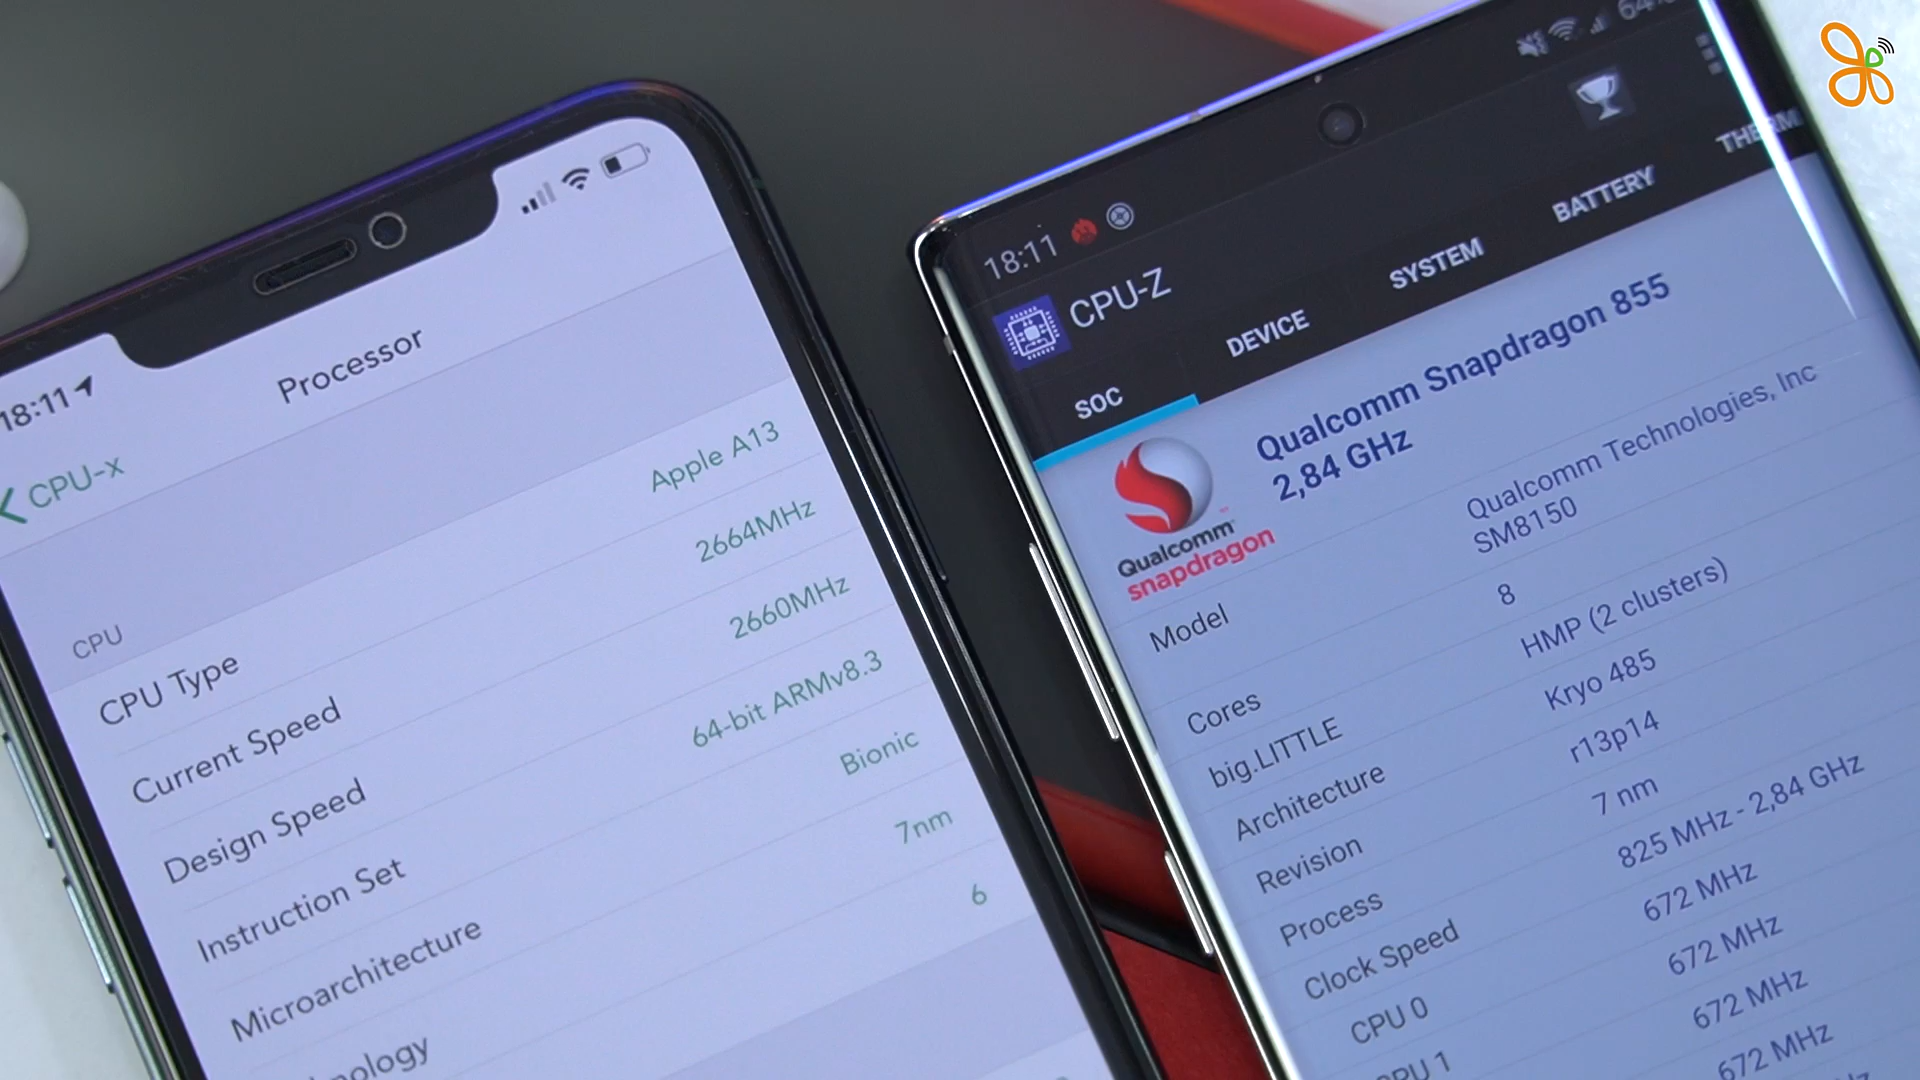 18:11
Processor
CPU-x
CPU
CPU Type
Apple A13
Current Speed
2664MHz
Design Speed
2660MHz
Instruction Set
64-bit ARMv8.3
Microarchitecture
Bionic
7nm
6
18:11
CPU-Z
SOC
DEVICE
SYSTEM
BATTERY
Qualcomm Snapdragon 855
2,84 GHz
Qualcomm
snapdragon
Model
Qualcomm Technologies, Inc
SM8150
Cores
8
big.LITTLE
HMP (2 clusters)
Architecture
Kryo 485
Revision
r13p14
Process
7 nm
Clock Speed
825 MHz - 2,84 GHz
CPU 0
672 MHz
CPU 1
672 MHz
672 MHz
672 MHz